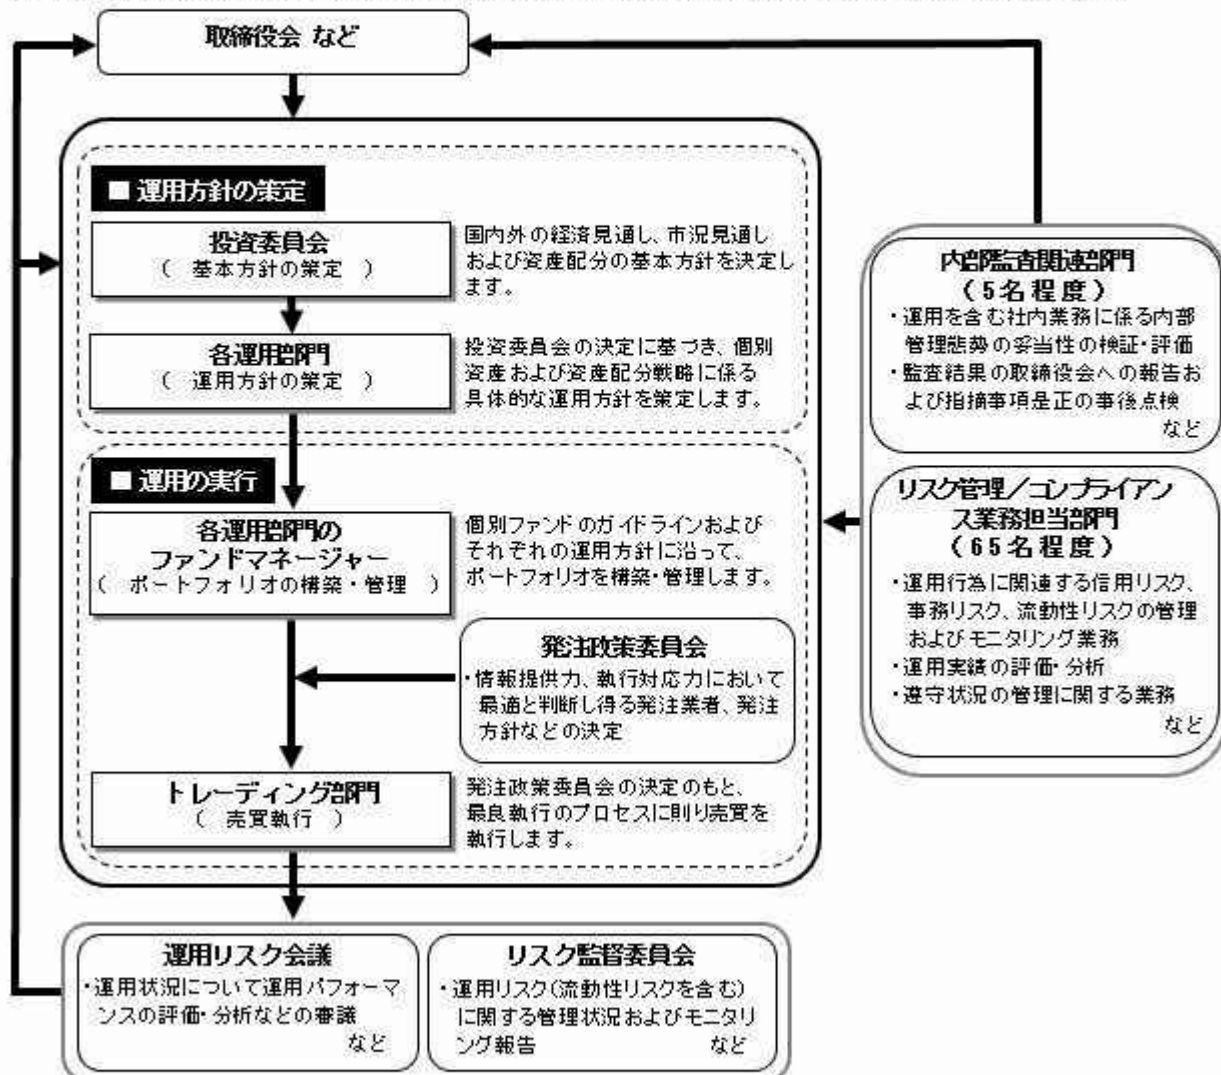 取締役会 など
■ 運用方針の策定
投資委員会
( 基本方針の策定 )
国内外の経済見通し、市況見通し
および資産配分の基本方針を決定し
ます。
各運用部門
( 運用方針の策定 )
投資委員会の決定に基づき、個別
資産および資産配分戦略に係る
具体的な運用方針を策定します。
■ 運用の実行
各運用部門の
ファンドマネージャー
( ポートフォリオの構築・管理 )
個別ファンドのガイドラインおよび
それぞれの運用方針に沿って、
ポートフォリオを構築・管理します。
発注政策委員会
・情報提供力、執行対応力において
最適と判断し得る発注業者、発注
方針などの決定
トレーディング部門
( 売買執行 )
発注政策委員会の決定のもと、
最良執行のプロセスに則り売買を
執行します。
内部監査関連部門
(5名程度)
・運用を含む社内業務に係る内部
管理態勢の妥当性の検証・評価
・監査結果の取締役会への報告お
よび指摘事項是正の事後点検
など
リスク管理/コンプライアン
ス業務担当部門
(65名程度)
・運用行為に関連する信用リスク、
事務リスク、流動性リスクの管理
およびモニタリング業務
・運用実績の評価・分析
・遵守状況の管理に関する業務
など
運用リスク会議
・運用状況について運用パフォーマ
ンスの評価・分析などの審議
など
リスク監督委員会
・運用リスク(流動性リスクを含む)
に関する管理状況およびモニタリ
ング報告 など